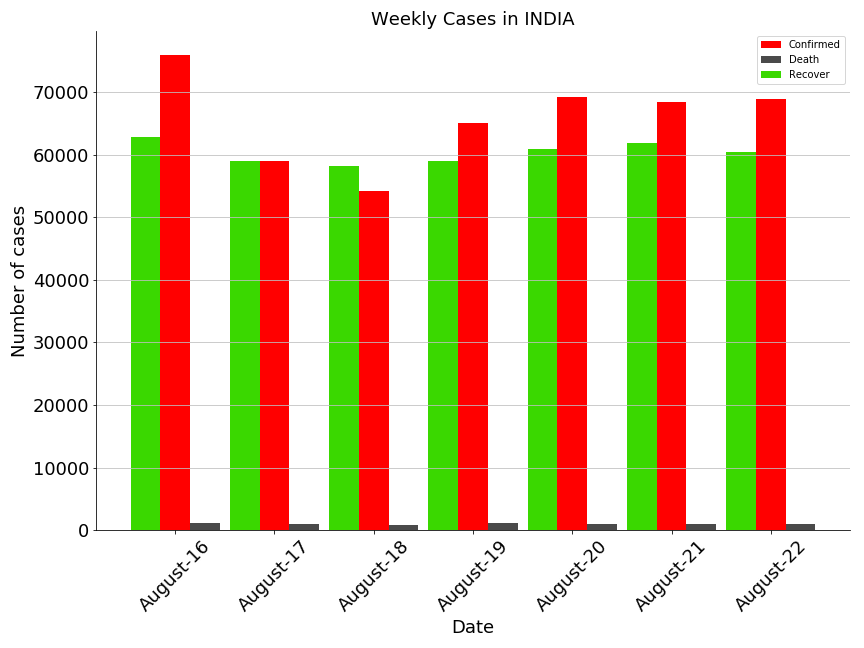 Weekly Cases in INDIA
Confirmed
Death
Recover
Number of cases
70000
60000
50000
40000
30000
20000
10000
0
August-16
August-17
August-18
August-19
August-20
August-21
August-22
Date